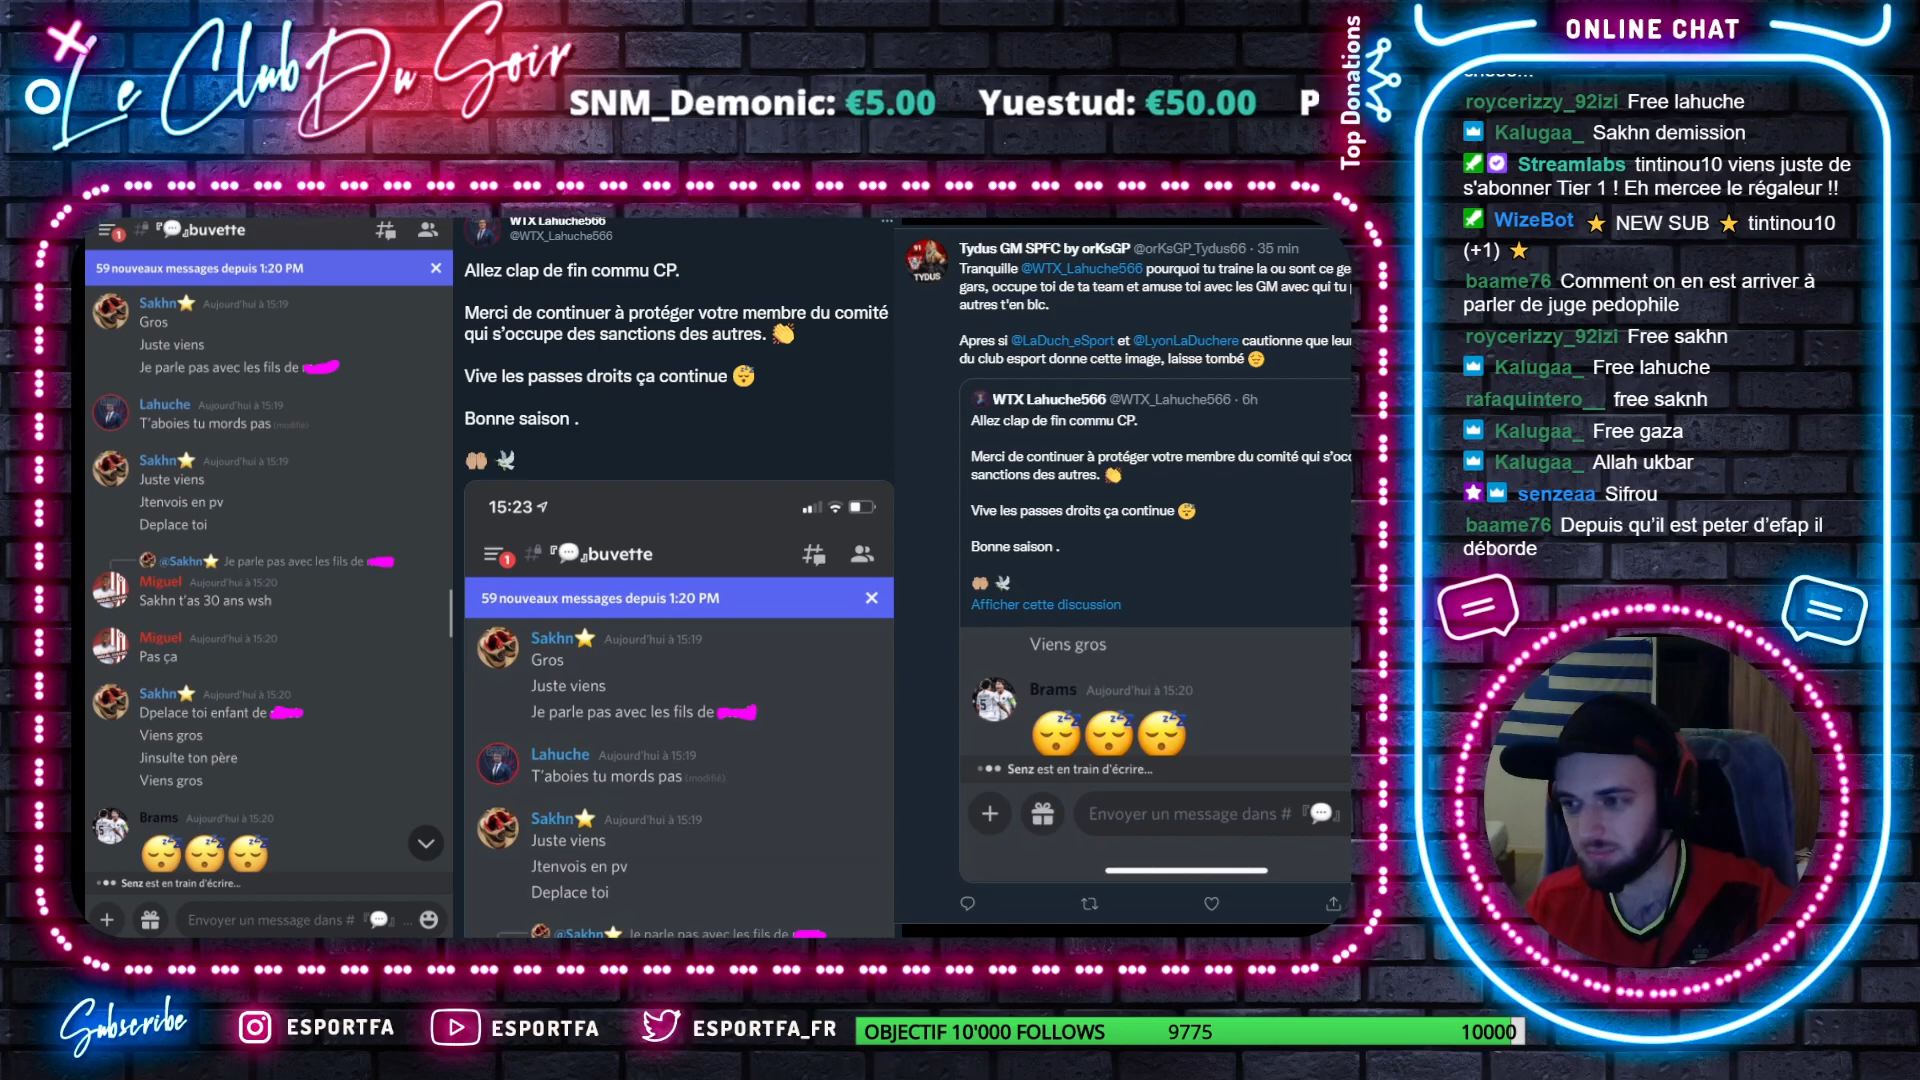 Le Club Du Soir
SNM_Demonic: €5.00 Yuestud: €50.00 P
Top Donations
ONLINE CHAT
『💬』buvette
1
59 nouveaux messages depuis 1:20 PM
Sakhn⭐ Aujourd'hui à 15:19
Gros
Juste viens
Je parle pas avec les fils de
Lahuche Aujourd'hui à 15:19
T'aboies tu mords pas (modifié)
Sakhn⭐ Aujourd'hui à 15:19
Juste viens
Jtenvois en pv
Deplace toi
@Sakhn⭐ Je parle pas avec les fils de
Miguel Aujourd'hui à 15:20
Sakhn t'as 30 ans wsh
Miguel Aujourd'hui à 15:20
Pas ça
Sakhn⭐ Aujourd'hui à 15:20
Dpelace toi enfant de
Viens gros
Jinsulte ton père
Viens gros
Brams Aujourd'hui à 15:20
😴😴😴
Senz est en train d'écrire...
Envoyer un message dans # 『💬』 ...
WTX Lahuche566
@WTX_Lahuche566
Allez clap de fin commu CP.
Merci de continuer à protéger votre membre du comité
qui s'occupe des sanctions des autres. 👏
Vive les passes droits ça continue 😴
Bonne saison .
🤲 🕊
15:23
『💬』buvette
1
59 nouveaux messages depuis 1:20 PM
Sakhn⭐ Aujourd'hui à 15:19
Gros
Juste viens
Je parle pas avec les fils de
Lahuche Aujourd'hui à 15:19
T'aboies tu mords pas (modifié)
Sakhn⭐ Aujourd'hui à 15:19
Juste viens
Jtenvois en pv
Deplace toi
@Sakhn⭐ Je parle pas avec les fils de
TYDUS
Tydus GM SPFC by orKsGP @orKsGP_Tydus66 · 35 min
Tranquille @WTX_Lahuche566 pourquoi tu traine la ou sont ce ge
gars, occupe toi de ta team et amuse toi avec les GM avec qui tu
autres t'en blc.
Apres si @LaDuch_eSport et @LyonLaDuchere cautionne que leur
du club esport donne cette image, laisse tombé 😔
WTX Lahuche566 @WTX_Lahuche566 · 6h
Allez clap de fin commu CP.
Merci de continuer à protéger votre membre du comité qui s'occ
sanctions des autres. 👏
Vive les passes droits ça continue 😴
Bonne saison .
🤲 🕊
Afficher cette discussion
Viens gros
Brams Aujourd'hui à 15:20
😴😴😴
Senz est en train d'écrire...
Envoyer un message dans # 『💬』
roycerizzy_92izi Free lahuche
Kalugaa_ Sakhn demission
Streamlabs tintinou10 viens juste de
s'abonner Tier 1 ! Eh mercee le régaleur !!
WizeBot ★ NEW SUB ★ tintinou10
(+1) ★
baame76 Comment on en est arriver à
parler de juge pedophile
roycerizzy_92izi Free sakhn
Kalugaa_ Free lahuche
rafaquintero__ free saknh
Kalugaa_ Free gaza
Kalugaa_ Allah ukbar
senzeaa Sifrou
baame76 Depuis qu'il est peter d'efap il
déborde
Subscribe
ESPORTFA
ESPORTFA
ESPORTFA_FR
OBJECTIF 10'000 FOLLOWS 9775 10000